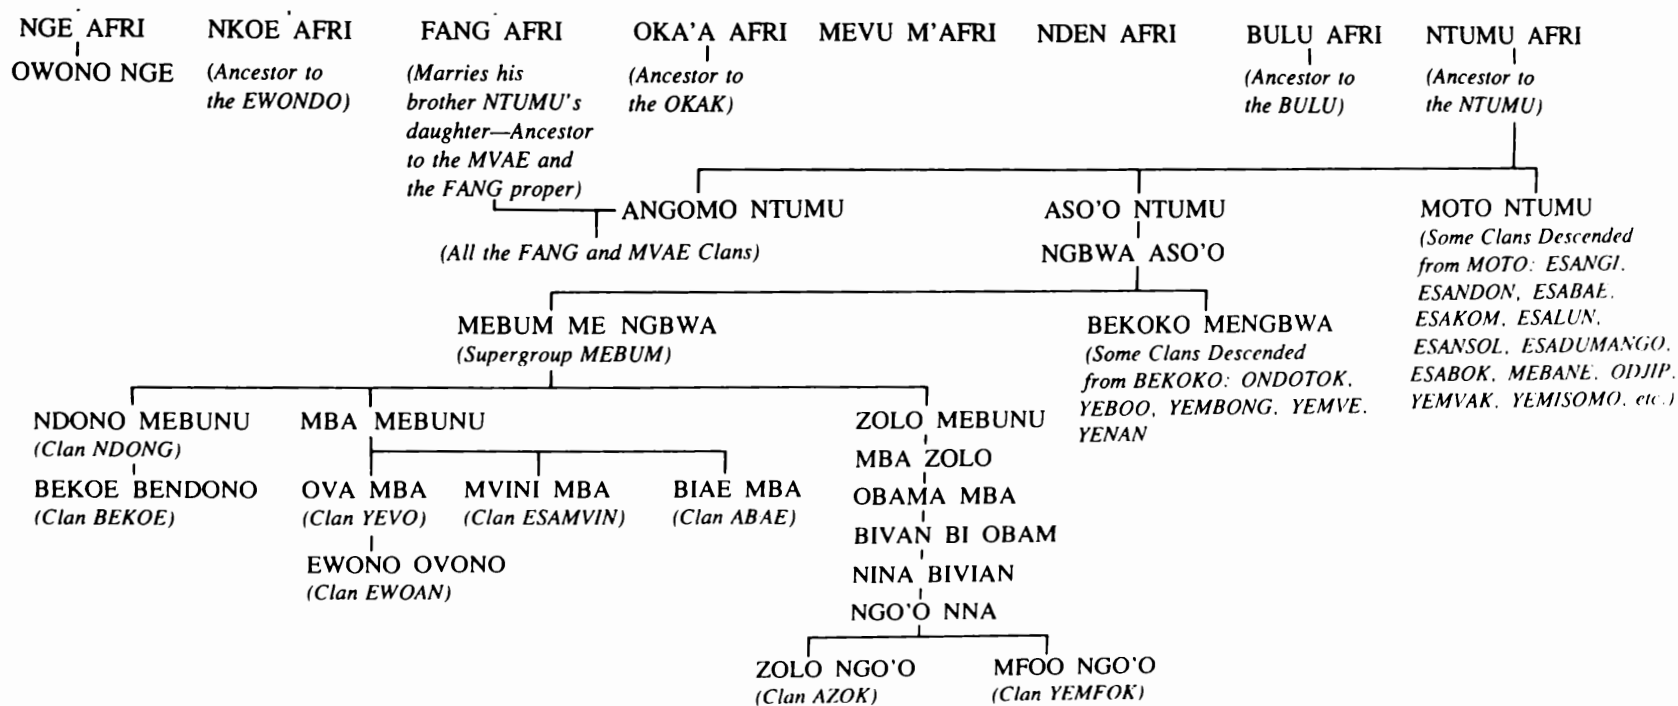 NGE AFRI
OWONO NGE
NKOE AFRI
(Ancestor to
the EWONDO)
FANG AFRI
(Marries his
brother NTUMU's
daughter—Ancestor
to the MVAE and
the FANG proper)
OKA'A AFRI
(Ancestor to
the OKAK)
MEVU M'AFRI
NDEN AFRI
BULU AFRI
(Ancestor to
the BULU)
NTUMU AFRI
(Ancestor to
the NTUMU)
ANGOMO NTUMU
(All the FANG and MVAE Clans)
ASO'O NTUMU
NGBWA ASO'O
MOTO NTUMU
(Some Clans Descended
from MOTO: ESANGI,
ESANDON, ESABAE,
ESAKOM, ESALUN,
ESANSOL, ESADUMANGO,
ESABOK, MEBANE, ODJIP,
YEMVAK, YEMISOMO, etc.)
MEBUM ME NGBWA
(Supergroup MEBUM)
BEKOKO MENGBWA
(Some Clans Descended
from BEKOKO: ONDOTOK,
YEBOO, YEMBONG, YEMVE,
YENAN
NDONO MEBUNU
(Clan NDONG)
BEKOE BENDONO
(Clan BEKOE)
MBA MEBUNU
OVA MBA
(Clan YEVO)
EWONO OVONO
(Clan EWOAN)
MVINI MBA
(Clan ESAMVIN)
BIAE MBA
(Clan ABAE)
ZOLO MEBUNU
MBA ZOLO
OBAMA MBA
BIVAN BI OBAM
NINA BIVIAN
NGO'O NNA
ZOLO NGO'O
(Clan AZOK)
MFOO NGO'O
(Clan YEMFOK)